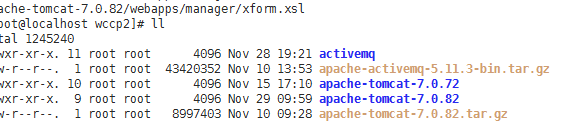 ache-tomcat-7.0.82/webapps/manager/xform.xsl
oot@localhost wccp2]# ll
tal 1245240
wxr-xr-x. 11 root root 4096 Nov 28 19:21 activemq
w-r--r--. 1 root root 43420352 Nov 10 13:53 apache-activemq-5.11.3-bin.tar.gz
wxr-xr-x. 10 root root 4096 Nov 15 17:10 apache-tomcat-7.0.72
wxr-xr-x. 9 root root 4096 Nov 29 09:59 apache-tomcat-7.0.82
w-r--r--. 1 root root 8997403 Nov 10 09:28 apache-tomcat-7.0.82.tar.gz